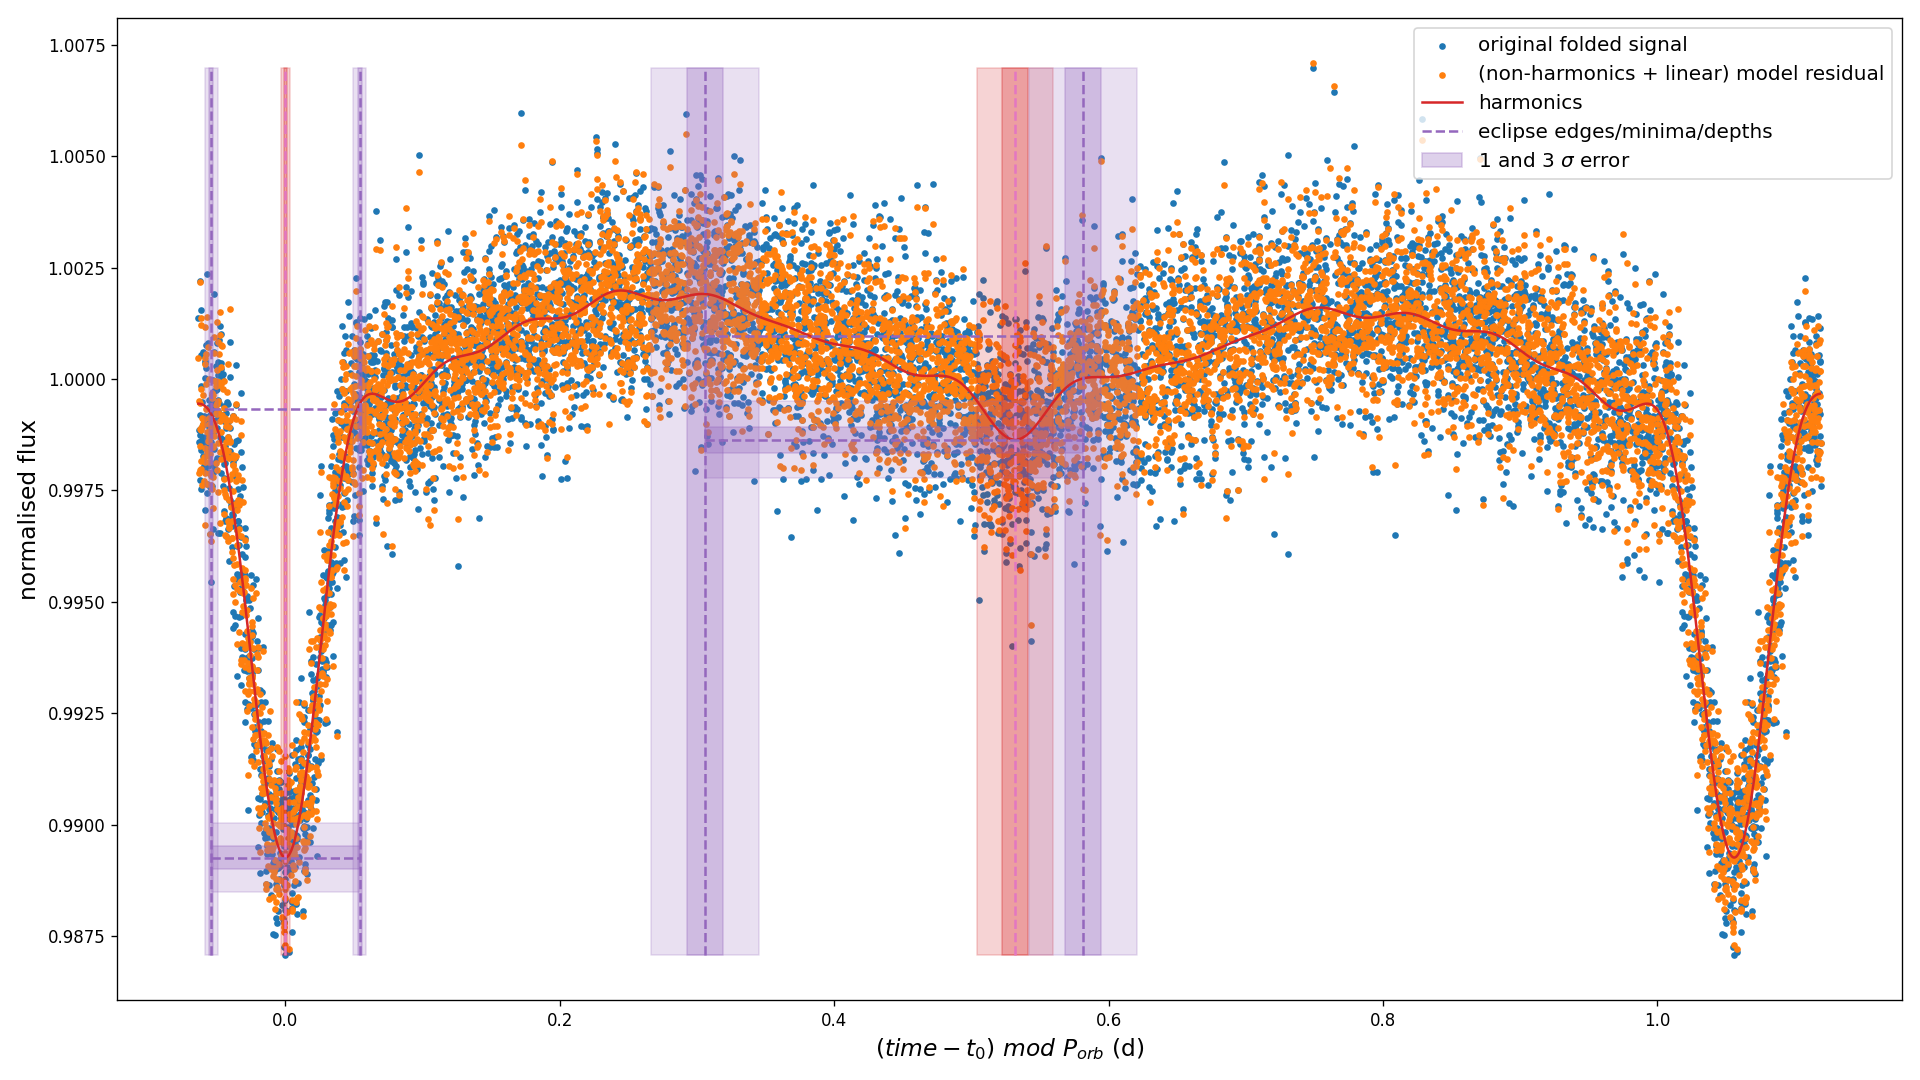 original folded signal
(non-harmonics + linear) model residual
harmonics
eclipse edges/minima/depths
1 and 3 σ error
normalised flux
1.0075
1.0050
1.0025
1.0000
0.9975
0.9950
0.9925
0.9900
0.9875
0.0 0.2 0.4 0.6 0.8 1.0
(time − t₀) mod P_orb (d)